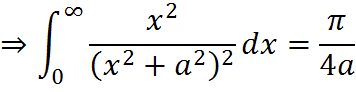 ⇒ ∫₀^∞ x²/(x² + a²)² dx = π/4a